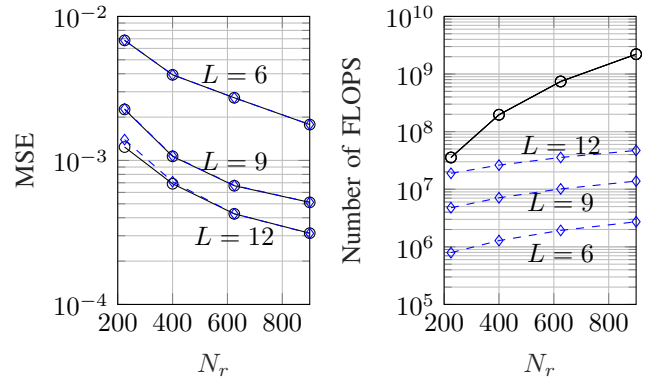 MSE
10^{-2}
10^{-3}
10^{-4}
L = 6
L = 9
L = 12
200 400 600 800
N_r
Number of FLOPS
10^{10}
10^9
10^8
10^7
10^6
10^5
L = 12
L = 9
L = 6
200 400 600 800
N_r